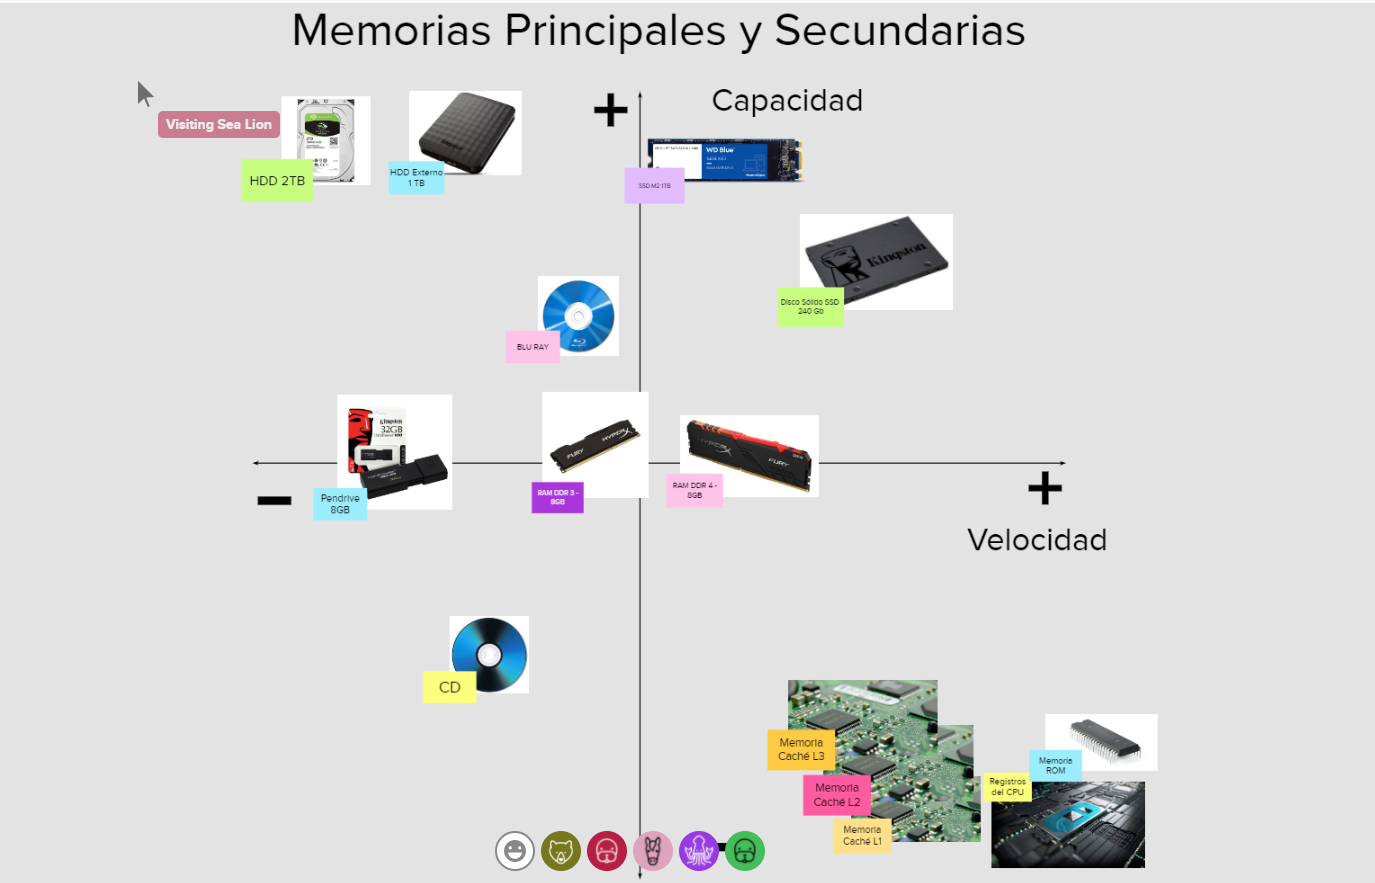 Memorias Principales y Secundarias
Capacidad
Visiting Sea Lion
HDD 2TB
HDD Externo
1 TB
WD Blue
SSD M2 1TB
Kingston
Disco Sólido SSD
240 Gb
BLU RAY
Kingston
32GB
Pendrive
8GB
FURY HYPERX
RAM DDR 3 -
8GB
HYPERX FURY
RAM DDR 4 -
8GB
Velocidad
CD
Memoria
Caché L3
Memoria
Caché L2
Memoria
Caché L1
Memoria
ROM
Registros
del CPU